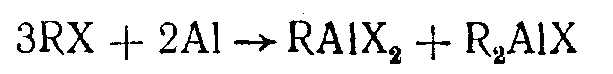 3RX + 2Al → RAlX₂ + R₂AlX